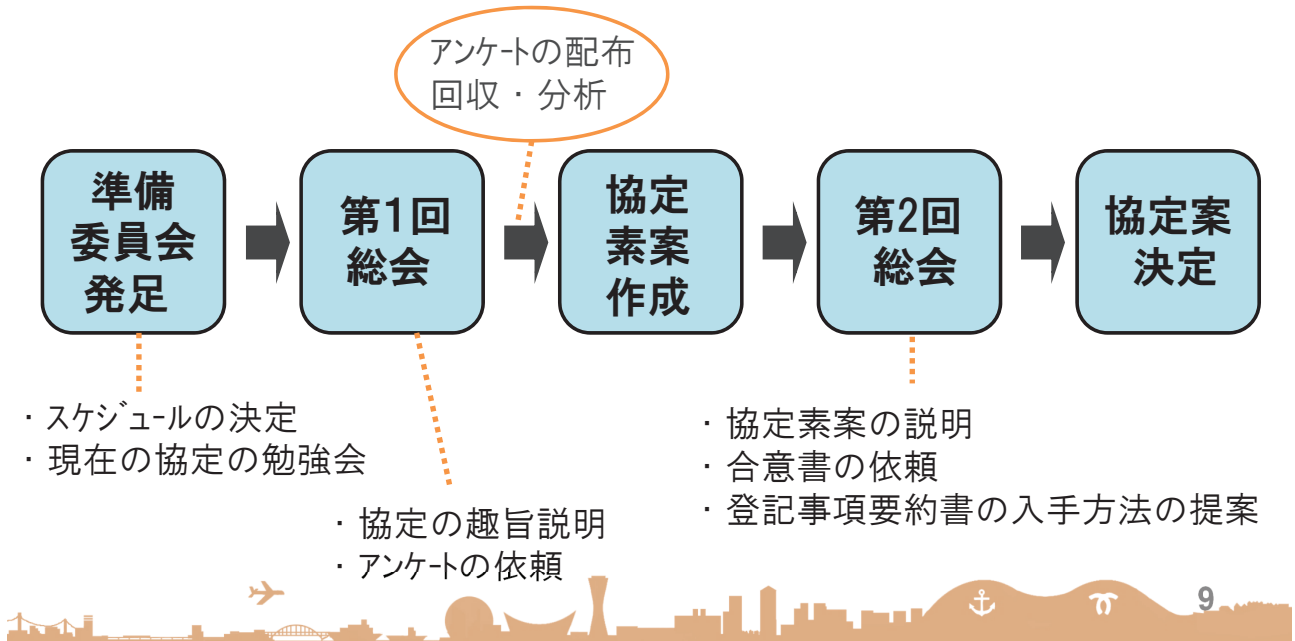 アンケートの配布
回収・分析
準備
委員会
発足
第1回
総会
協定
素案
作成
第2回
総会
協定案
決定
・スケジュールの決定
・現在の協定の勉強会
・協定の趣旨説明
・アンケートの依頼
・協定素案の説明
・合意書の依頼
・登記事項要約書の入手方法の提案
9